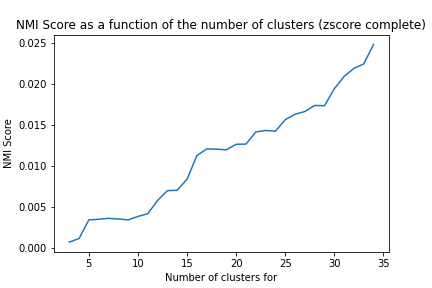 NMI Score as a function of the number of clusters (zscore complete)
0.025
0.020
0.015
0.010
0.005
0.000
NMI Score
5 10 15 20 25 30 35
Number of clusters for